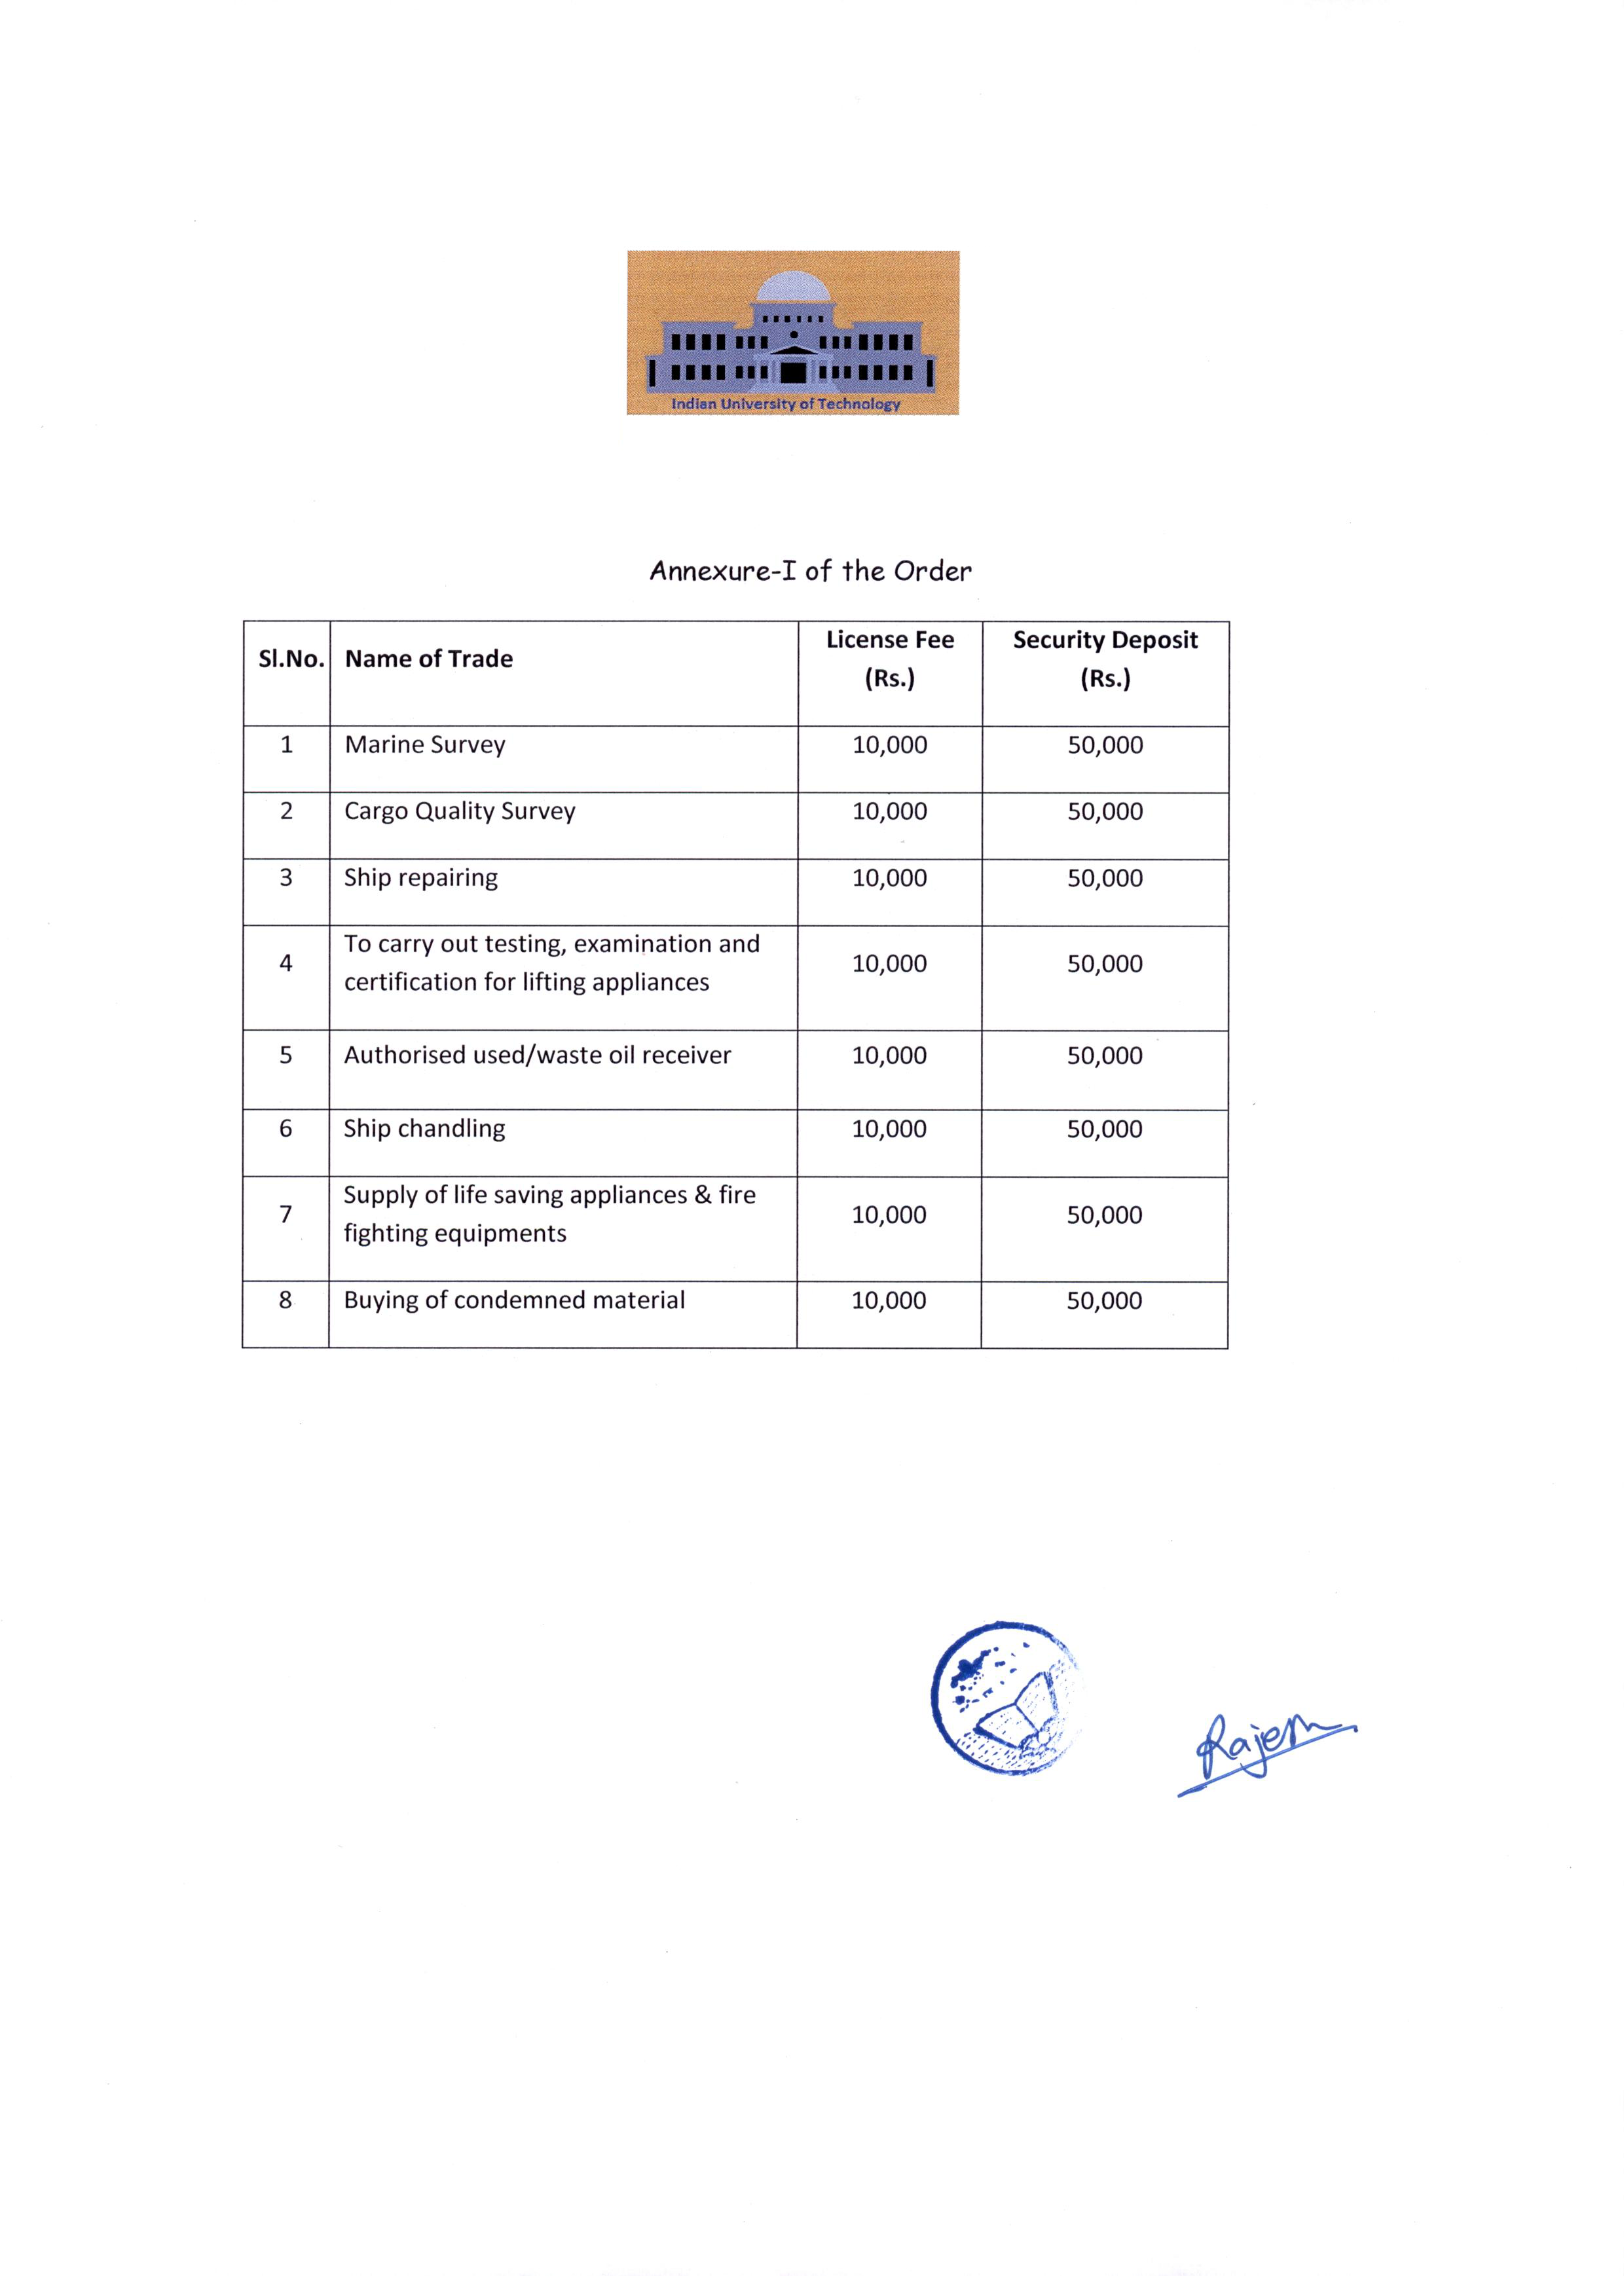 Indian University of Technology
Annexure-I of the Order
Sl.No. Name of Trade License Fee (Rs.) Security Deposit (Rs.)
1 Marine Survey 10,000 50,000
2 Cargo Quality Survey 10,000 50,000
3 Ship repairing 10,000 50,000
4 To carry out testing, examination and
certification for lifting appliances 10,000 50,000
5 Authorised used/waste oil receiver 10,000 50,000
6 Ship chandling 10,000 50,000
7 Supply of life saving appliances & fire
fighting equipments 10,000 50,000
8 Buying of condemned material 10,000 50,000
Rajesh